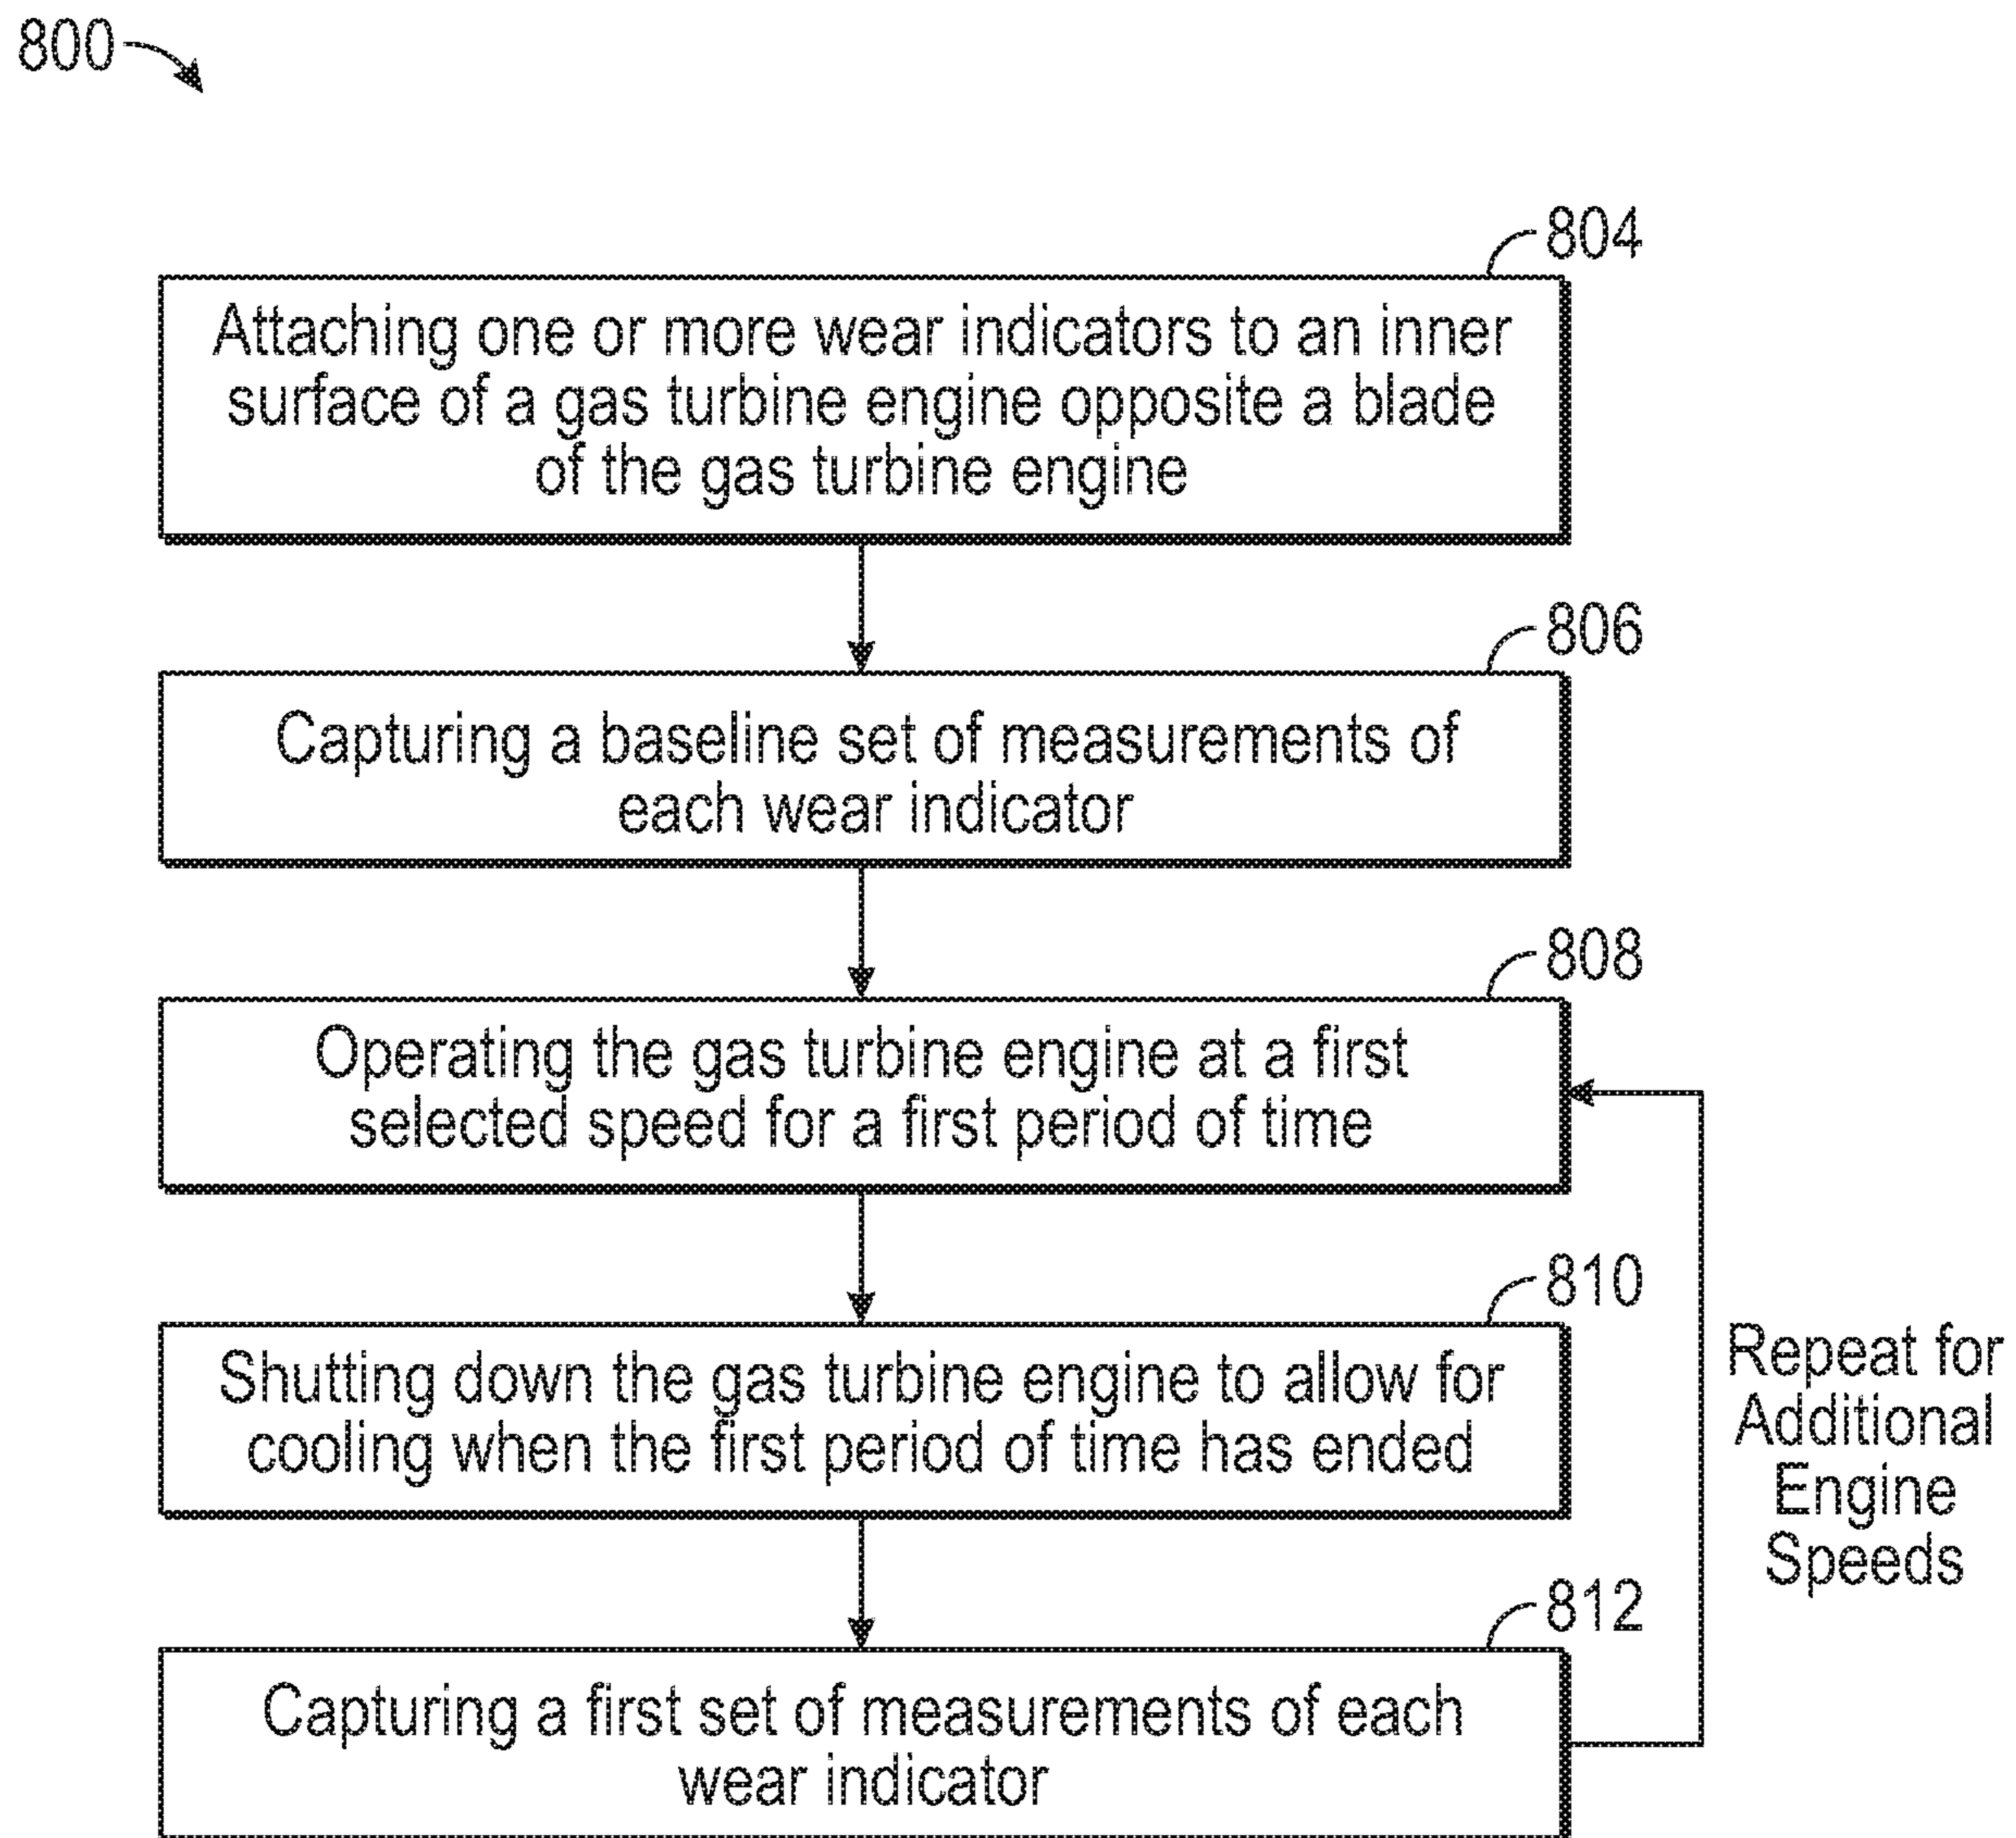 800
804
Attaching one or more wear indicators to an inner
surface of a gas turbine engine opposite a blade
of the gas turbine engine
806
Capturing a baseline set of measurements of
each wear indicator
808
Operating the gas turbine engine at a first
selected speed for a first period of time
810
Shutting down the gas turbine engine to allow for
cooling when the first period of time has ended
Repeat for
Additional
Engine
Speeds
812
Capturing a first set of measurements of each
wear indicator